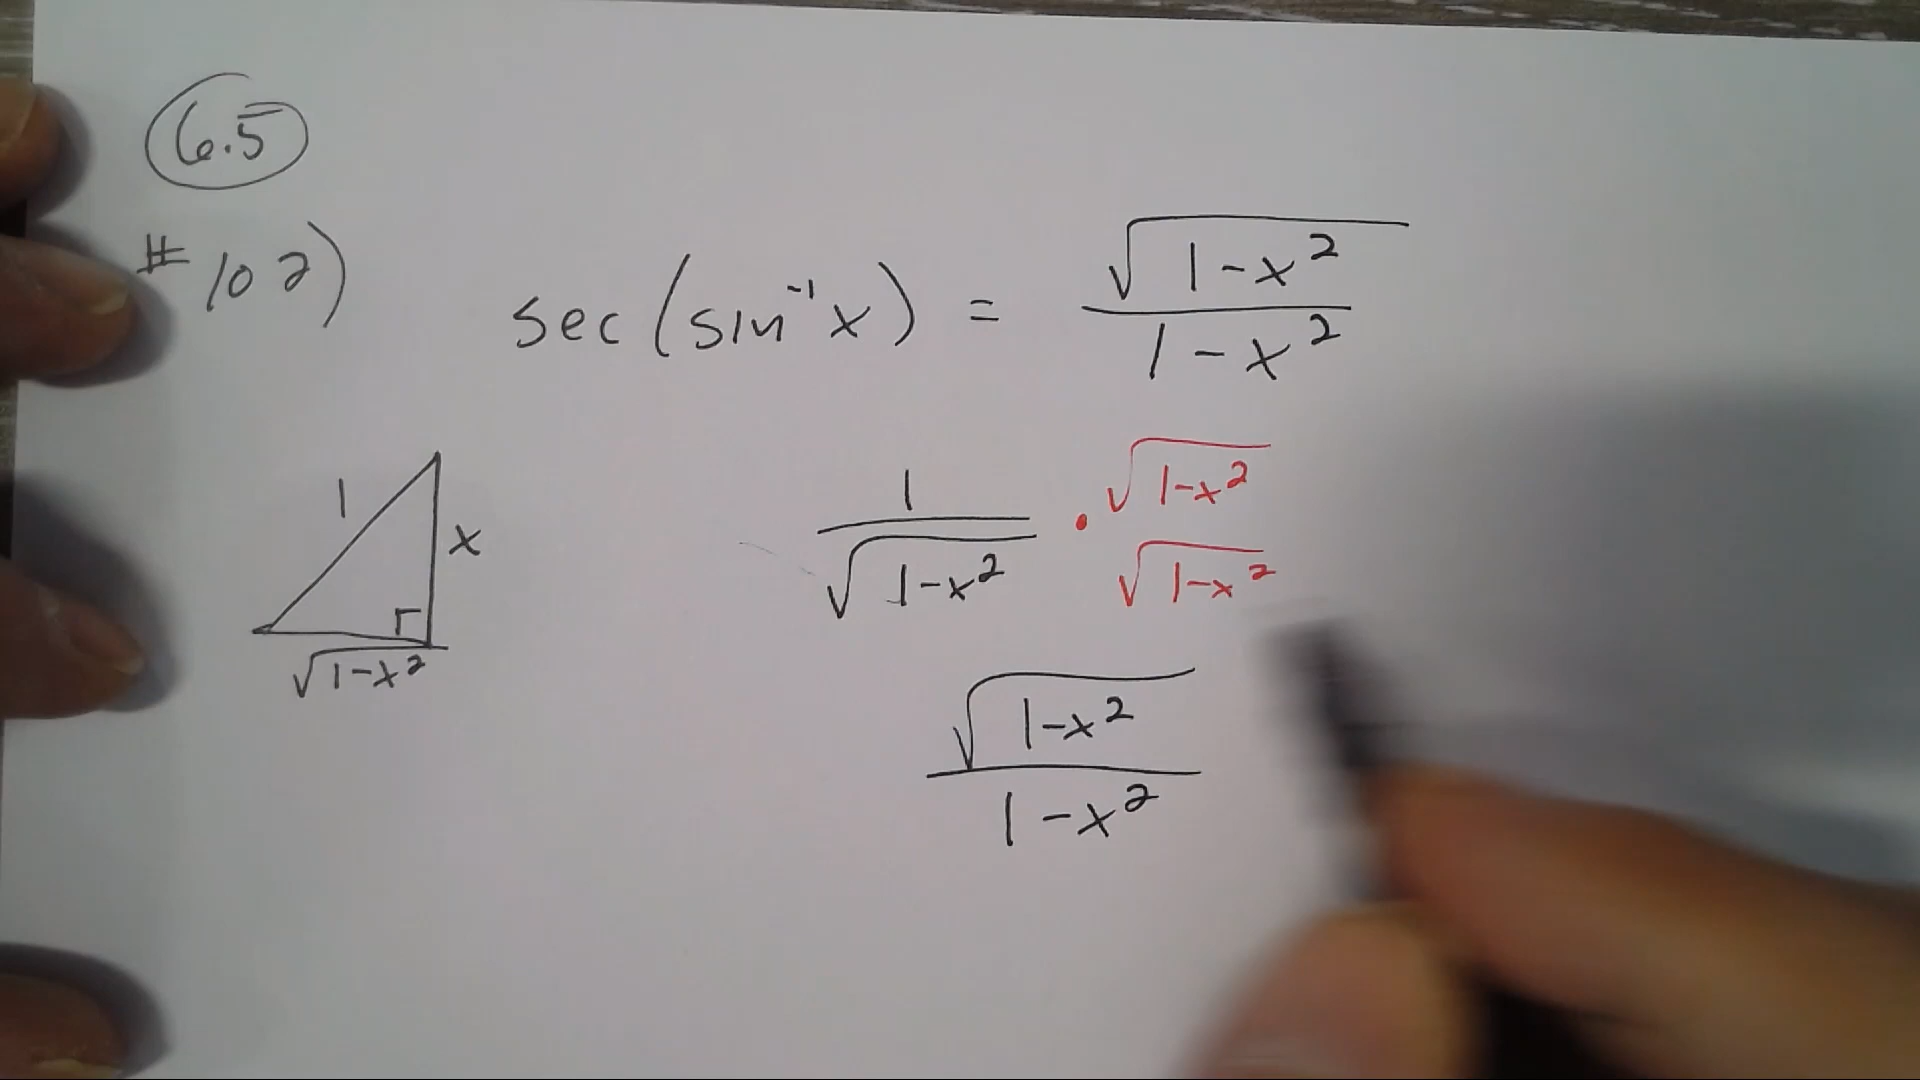 6.5
#102) sec(sin⁻¹x) = √(1-x²) / (1-x²)
1
x
√(1-x²)
1 / √(1-x²) · √(1-x²) / √(1-x²)
√(1-x²) / (1-x²)